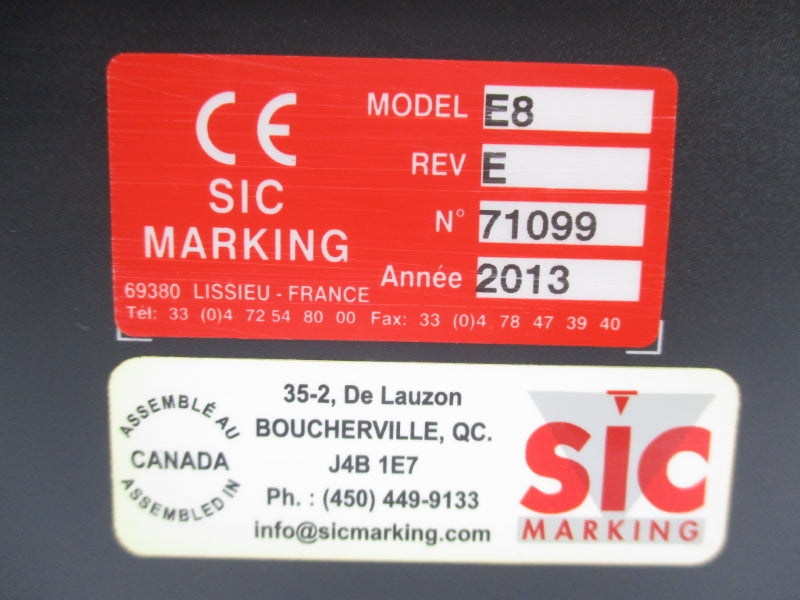 CE
SIC
MARKING
MODEL E8
REV E
N° 71099
Année 2013
69380 LISSIEU - FRANCE
Tél: 33 (0)4 72 54 80 00 Fax: 33 (0)4 78 47 39 40
ASSEMBLÉ AU
CANADA
ASSEMBLED IN
35-2, De Lauzon
BOUCHERVILLE, QC.
J4B 1E7
Ph. : (450) 449-9133
info@sicmarking.com
sic
MARKING